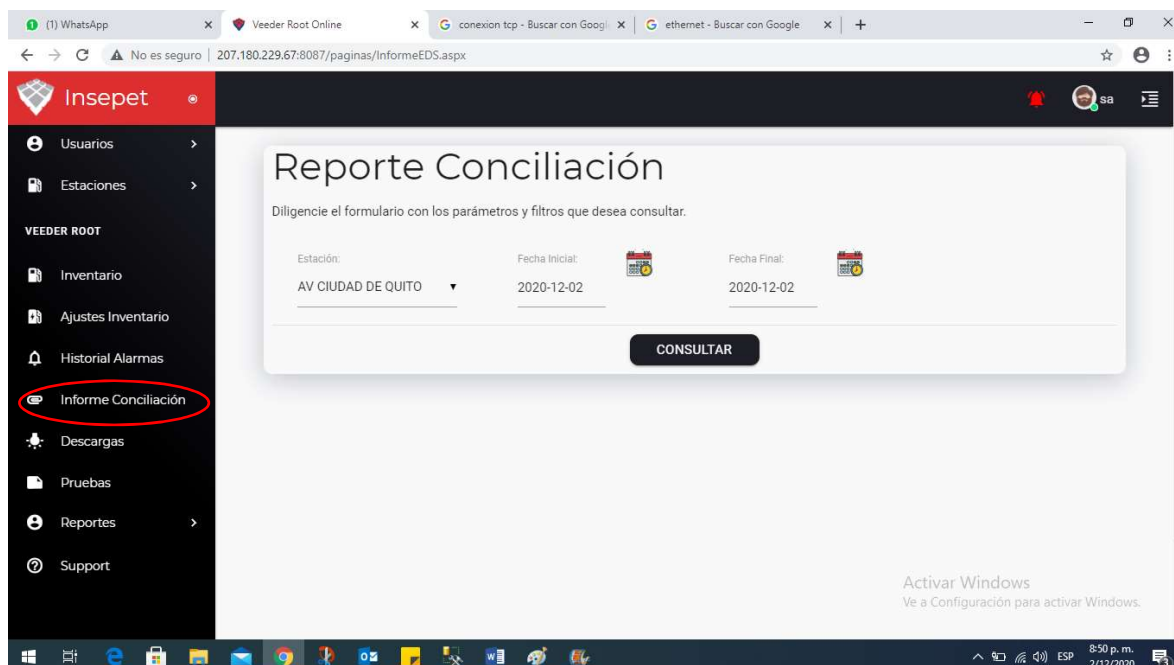 (1) WhatsApp
Veeder Root Online
conexion tcp - Buscar con Googl
ethernet - Buscar con Google
No es seguro | 207.180.229.67:8087/paginas/InformeEDS.aspx
Insepet
sa
Usuarios
Estaciones
VEEDER ROOT
Inventario
Ajustes Inventario
Historial Alarmas
Informe Conciliación
Descargas
Pruebas
Reportes
Support
Reporte Conciliación
Diligencie el formulario con los parámetros y filtros que desea consultar.
Estación: Fecha Inicial: Fecha Final:
AV CIUDAD DE QUITO 2020-12-02 2020-12-02
CONSULTAR
Activar Windows
Ve a Configuración para activar Windows.
ESP 8:50 p. m.
2/12/2020